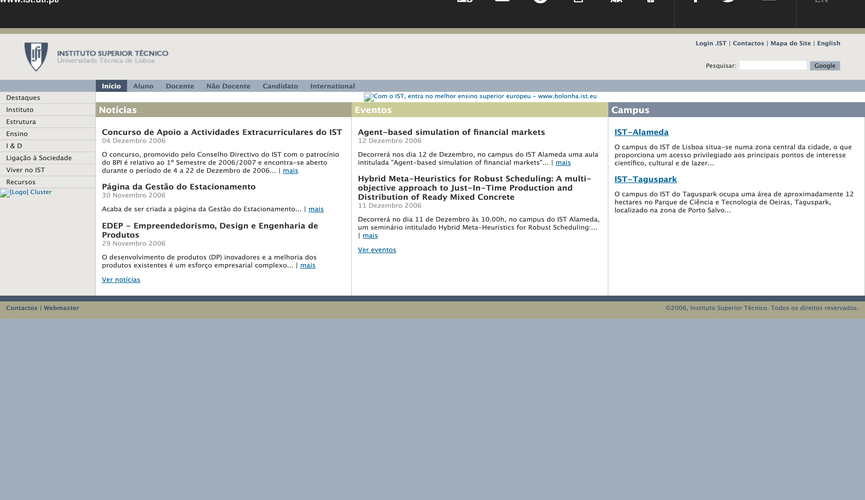 INSTITUTO SUPERIOR TÉCNICO
Universidade Técnica de Lisboa
Login .IST | Contactos | Mapa do Site | English
Pesquisar:
Google
Início Aluno Docente Não Docente Candidato International
Destaques
Instituto
Estrutura
Ensino
I & D
Ligação à Sociedade
Viver no IST
Recursos
[Logo] Cluster
Com o IST, entra no melhor ensino superior europeu - www.bolonha.ist.eu
Notícias
Concurso de Apoio a Actividades Extracurriculares do IST
04 Dezembro 2006
O concurso, promovido pelo Conselho Directivo do IST com o patrocínio
do BPI é relativo ao 1º Semestre de 2006/2007 e encontra-se aberto
durante o período de 4 a 22 de Dezembro de 2006... | mais
Página da Gestão do Estacionamento
30 Novembro 2006
Acaba de ser criada a página da Gestão do Estacionamento... | mais
EDEP - Empreendedorismo, Design e Engenharia de
Produtos
29 Novembro 2006
O desenvolvimento de produtos (DP) inovadores e a melhoria dos
produtos existentes é um esforço empresarial complexo... | mais
Ver notícias
Eventos
Agent-based simulation of financial markets
12 Dezembro 2006
Decorrerá nos dia 12 de Dezembro, no campus do IST Alameda uma aula
intitulada "Agent-based simulation of financial markets"... | mais
Hybrid Meta-Heuristics for Robust Scheduling: A multi-
objective approach to Just-In-Time Production and
Distribution of Ready Mixed Concrete
11 Dezembro 2006
Decorrerá no dia 11 de Dezembro às 10.00h, no campus do IST Alameda,
um seminário intitulado Hybrid Meta-Heuristics for Robust Scheduling:...
| mais
Ver eventos
Campus
IST-Alameda
O campus do IST de Lisboa situa-se numa zona central da cidade, o que
proporciona um acesso privilegiado aos principais pontos de interesse
científico, cultural e de lazer...
IST-Taguspark
O campus do IST do Taguspark ocupa uma área de aproximadamente 12
hectares no Parque de Ciência e Tecnologia de Oeiras, Taguspark,
localizado na zona de Porto Salvo...
Contactos | Webmaster
©2006, Instituto Superior Técnico. Todos os direitos reservados.